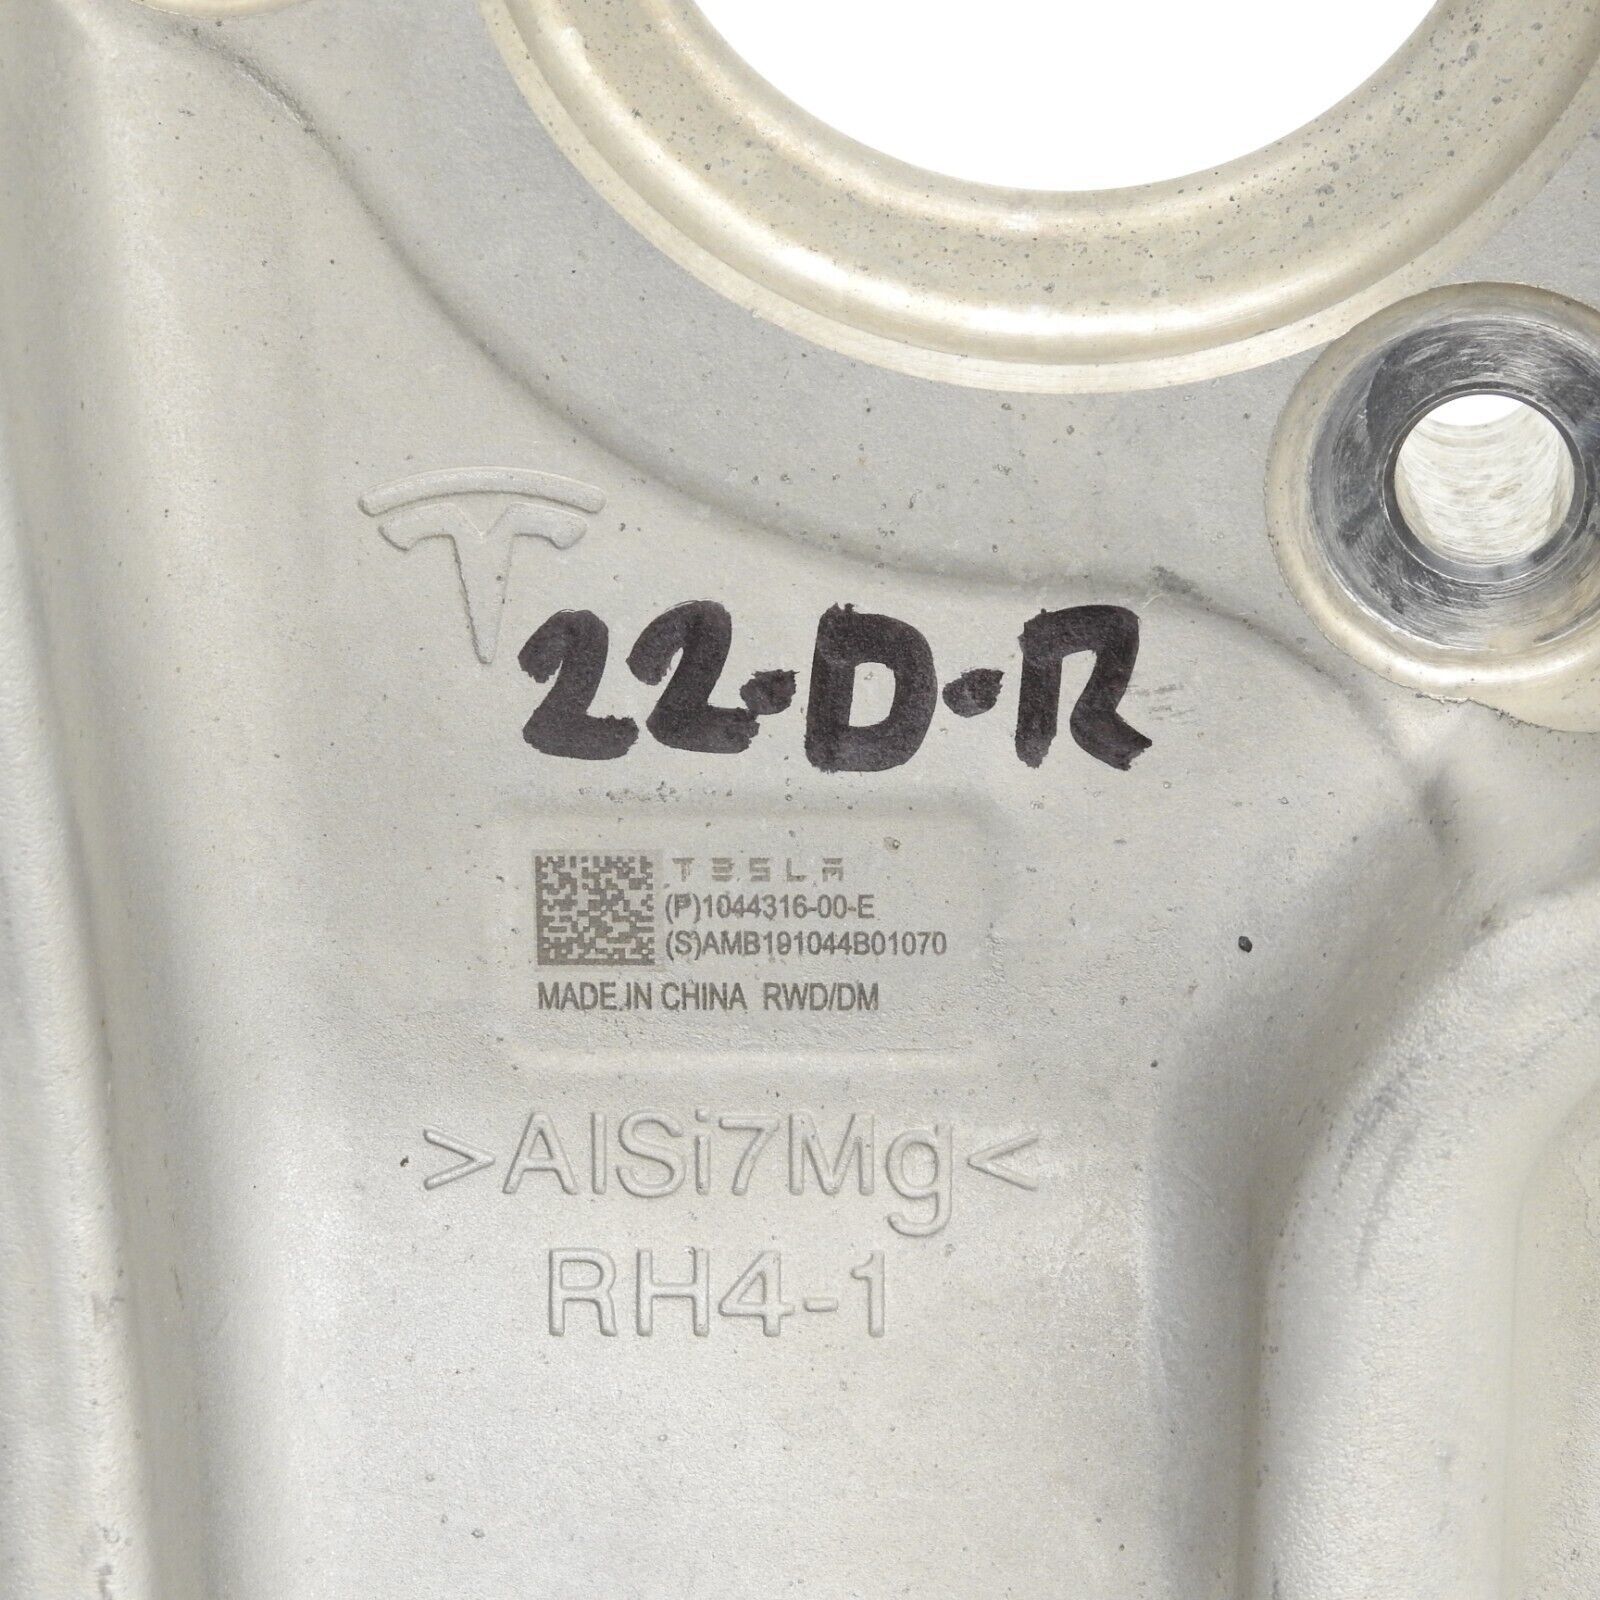 22-D-R
TESLA
(P)1044316-00-E
(S)AMB191044B01070
MADE IN CHINA RWD/DM
>AlSi7Mg<
RH4-1